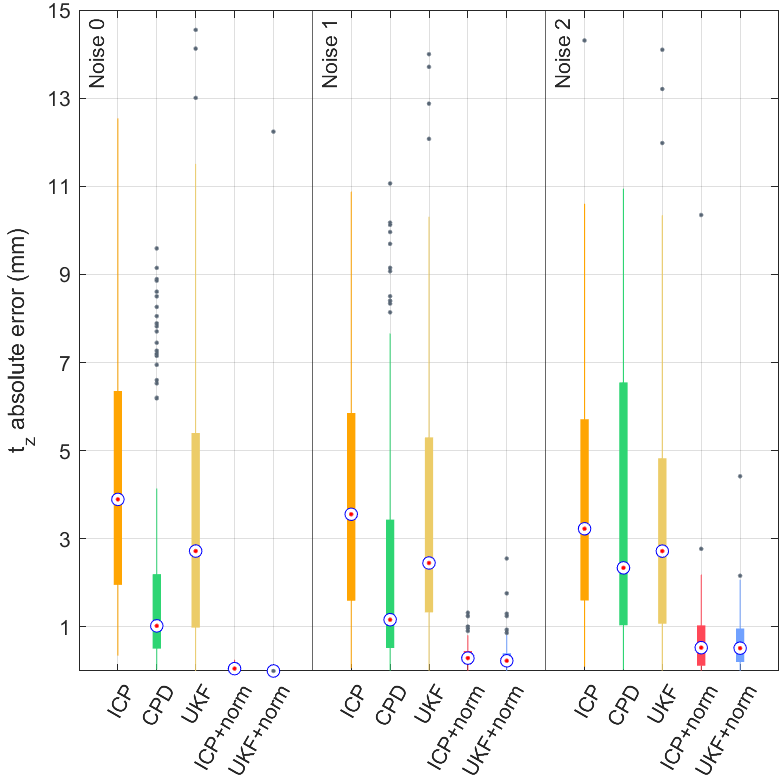 Noise 0
Noise 1
Noise 2
t_z absolute error (mm)
15
13
11
9
7
5
3
1
ICP
CPD
UKF
ICP+norm
UKF+norm
ICP
CPD
UKF
ICP+norm
UKF+norm
ICP
CPD
UKF
ICP+norm
UKF+norm